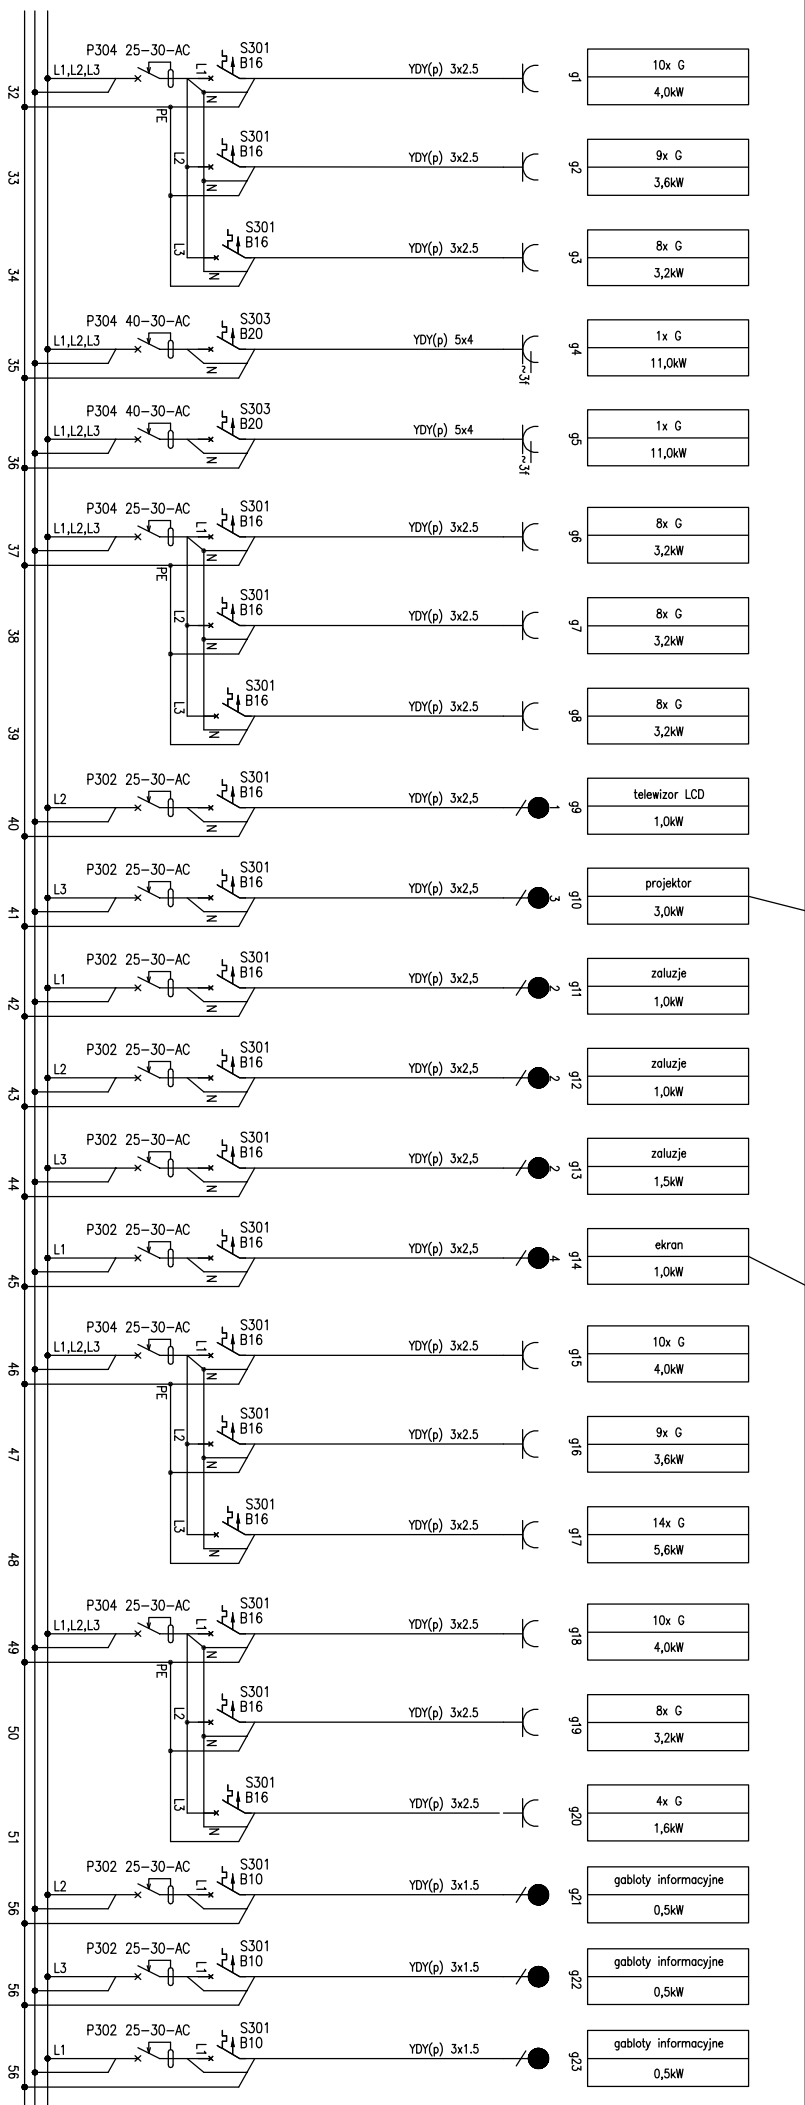 P304 25-30-AC
S301
B16
L1,L2,L3
L1
N
PE
YDY(p) 3x2.5
g1
10x G
4,0kW
32
S301
B16
L2
N
YDY(p) 3x2.5
g2
9x G
3,6kW
33
S301
B16
L3
N
YDY(p) 3x2.5
g3
8x G
3,2kW
34
P304 40-30-AC
S303
B20
L1,L2,L3
N
YDY(p) 5x4
~3f
g4
1x G
11,0kW
35
P304 40-30-AC
S303
B20
L1,L2,L3
N
YDY(p) 5x4
~3f
g5
1x G
11,0kW
36
P304 25-30-AC
S301
B16
L1,L2,L3
L1
N
PE
YDY(p) 3x2.5
g6
8x G
3,2kW
37
S301
B16
L2
N
YDY(p) 3x2.5
g7
8x G
3,2kW
38
S301
B16
L3
N
YDY(p) 3x2.5
g8
8x G
3,2kW
39
P302 25-30-AC
S301
B16
L2
N
YDY(p) 3x2,5
1
g9
telewizor LCD
1,0kW
40
P302 25-30-AC
S301
B16
L3
N
YDY(p) 3x2,5
3
g10
projektor
3,0kW
41
P302 25-30-AC
S301
B16
L1
N
YDY(p) 3x2,5
2
g11
zaluzje
1,0kW
42
P302 25-30-AC
S301
B16
L2
N
YDY(p) 3x2,5
2
g12
zaluzje
1,0kW
43
P302 25-30-AC
S301
B16
L3
N
YDY(p) 3x2,5
2
g13
zaluzje
1,5kW
44
P302 25-30-AC
S301
B16
L1
N
YDY(p) 3x2,5
4
g14
ekran
1,0kW
45
P304 25-30-AC
S301
B16
L1,L2,L3
L1
N
PE
YDY(p) 3x2.5
g15
10x G
4,0kW
46
S301
B16
L2
N
YDY(p) 3x2.5
g16
9x G
3,6kW
47
S301
B16
L3
N
YDY(p) 3x2.5
g17
14x G
5,6kW
48
P304 25-30-AC
S301
B16
L1,L2,L3
L1
N
PE
YDY(p) 3x2.5
g18
10x G
4,0kW
49
S301
B16
L2
N
YDY(p) 3x2.5
g19
8x G
3,2kW
50
S301
B16
L3
N
YDY(p) 3x2.5
g20
4x G
1,6kW
51
P302 25-30-AC
S301
B10
L2
L1
N
YDY(p) 3x1.5
g21
gabloty informacyjne
0,5kW
56
P302 25-30-AC
S301
B10
L3
L1
N
YDY(p) 3x1.5
g22
gabloty informacyjne
0,5kW
56
P302 25-30-AC
S301
B10
L1
L1
N
YDY(p) 3x1.5
g23
gabloty informacyjne
0,5kW
56